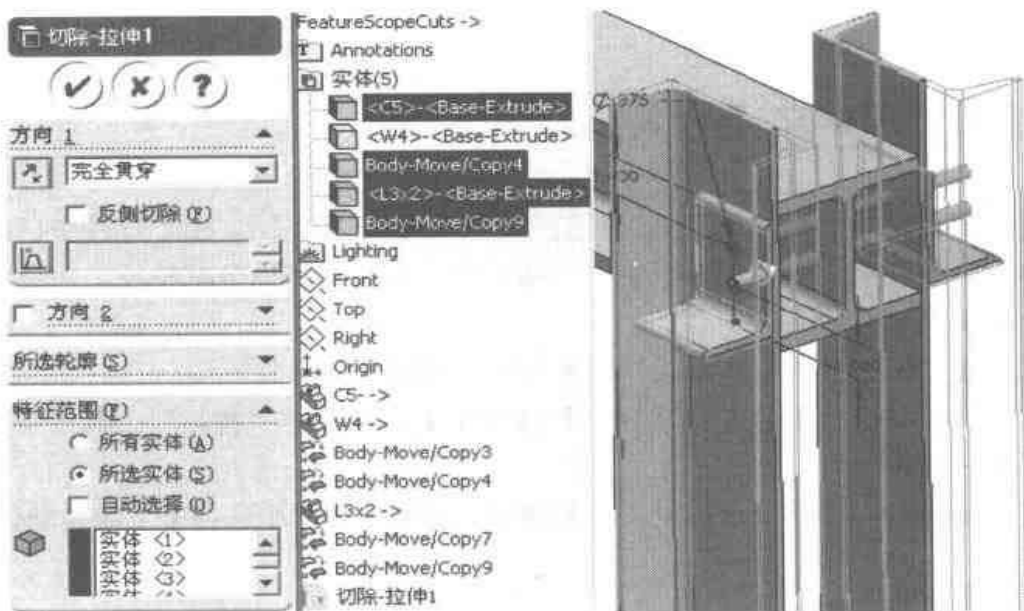 切除-拉伸1
?
方向 1
完全贯穿
反侧切除(F)
方向 2
所选轮廓(S)
特征范围(F)
所有实体(A)
所选实体(S)
自动选择(O)
实体 <1>
实体 <2>
实体 <3>
FeatureScopeCuts ->
Annotations
实体(5)
<C5>-<Base-Extrude>
<W4>-<Base-Extrude>
Body-Move/Copy4
<L3x2>-<Base-Extrude>
Body-Move/Copy9
Lighting
Front
Top
Right
Origin
C5- ->
W4 ->
Body-Move/Copy3
Body-Move/Copy4
L3x2 ->
Body-Move/Copy7
Body-Move/Copy9
切除-拉伸1